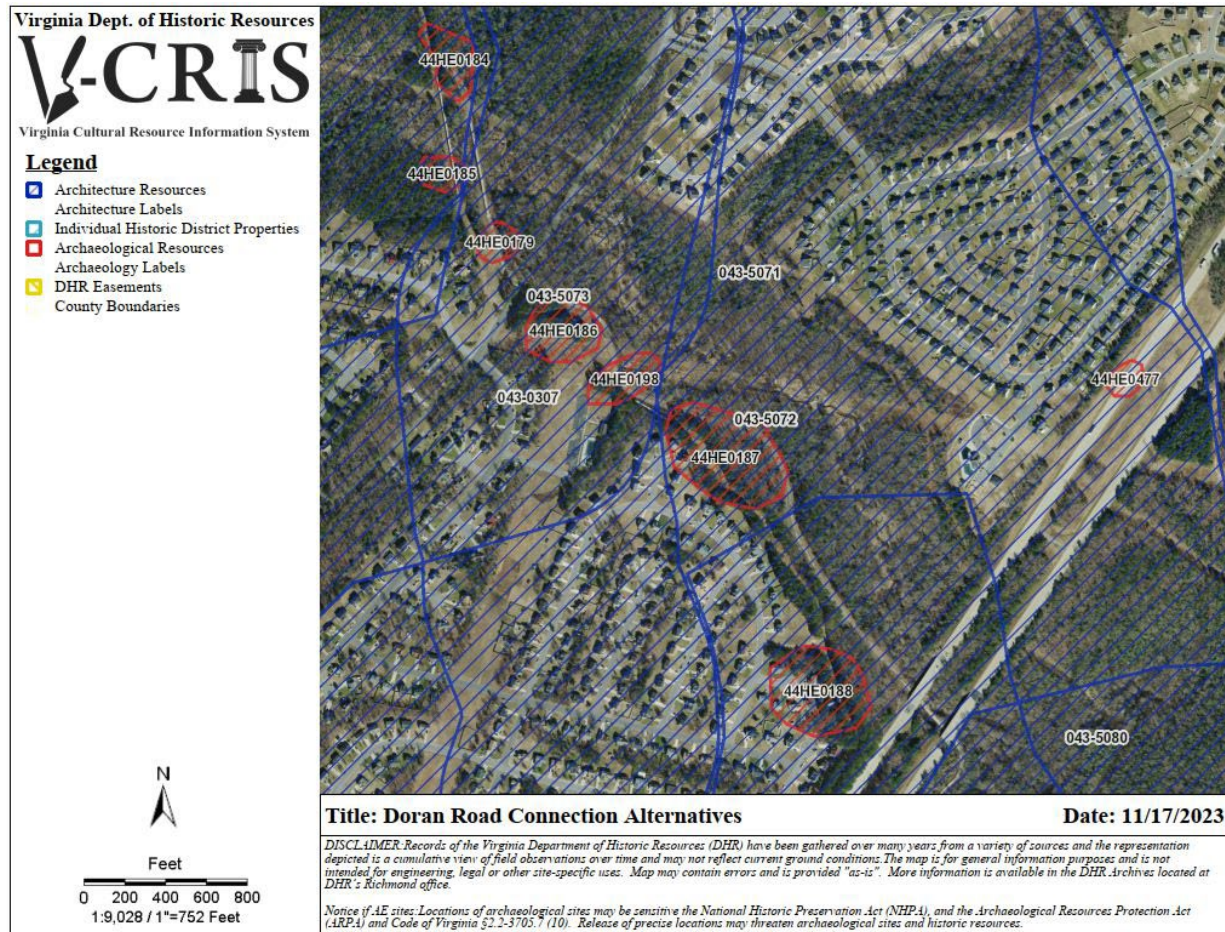 Virginia Dept. of Historic Resources
V-CRIS
Virginia Cultural Resource Information System
Legend
Architecture Resources
Architecture Labels
Individual Historic District Properties
Archaeological Resources
Archaeology Labels
DHR Easements
County Boundaries
N
Feet
0 200 400 600 800
1:9,028 / 1"=752 Feet
44HE0184
44HE0185
44HE0179
043-5071
043-5073
44HE0186
44HE0198
44HE0477
043-0307
043-5072
44HE0187
44HE0188
043-5080
Title: Doran Road Connection Alternatives
Date: 11/17/2023
DISCLAIMER:Records of the Virginia Department of Historic Resources (DHR) have been gathered over many years from a variety of sources and the representation
depicted is a cumulative view of field observations over time and may not reflect current ground conditions.The map is for general information purposes and is not
intended for engineering, legal or other site-specific uses. Map may contain errors and is provided "as-is". More information is available in the DHR Archives located at
DHR's Richmond office.
Notice if AE sites:Locations of archaeological sites may be sensitive the National Historic Preservation Act (NHPA), and the Archaeological Resources Protection Act
(ARPA) and Code of Virginia §2.2-3705.7 (10). Release of precise locations may threaten archaeological sites and historic resources.